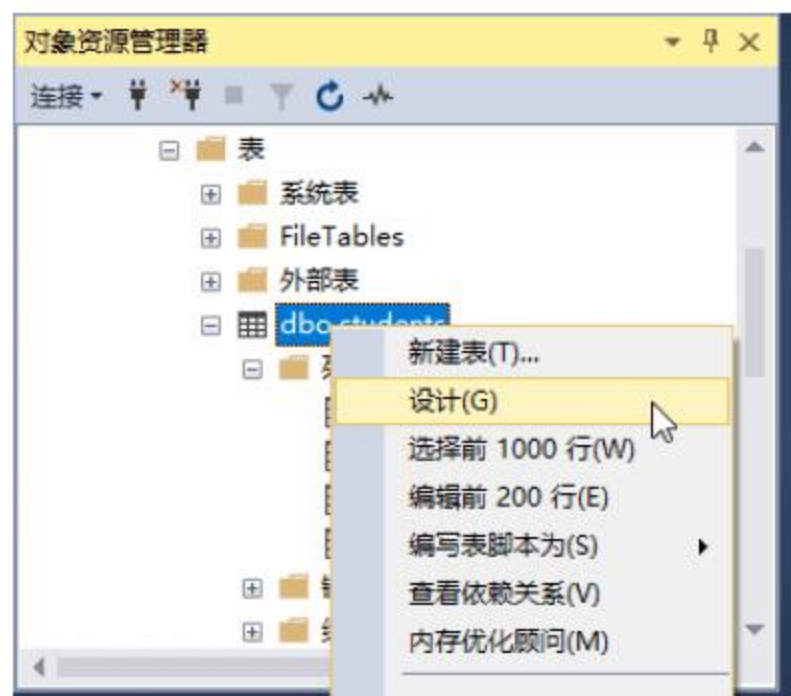 对象资源管理器
连接
表
系统表
FileTables
外部表
dbo.students
新建表(T)...
设计(G)
选择前 1000 行(W)
编辑前 200 行(E)
编写表脚本为(S)
查看依赖关系(V)
内存优化顾问(M)